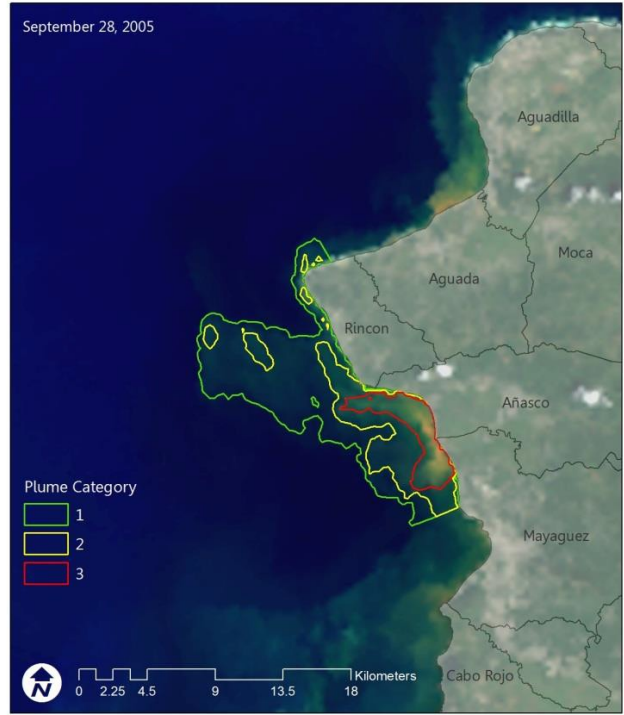 September 28, 2005
Aguadilla
Moca
Aguada
Rincon
Añasco
Plume Category
1
2
3
Mayaguez
Cabo Rojo
N
Kilometers
0 2.25 4.5 9 13.5 18